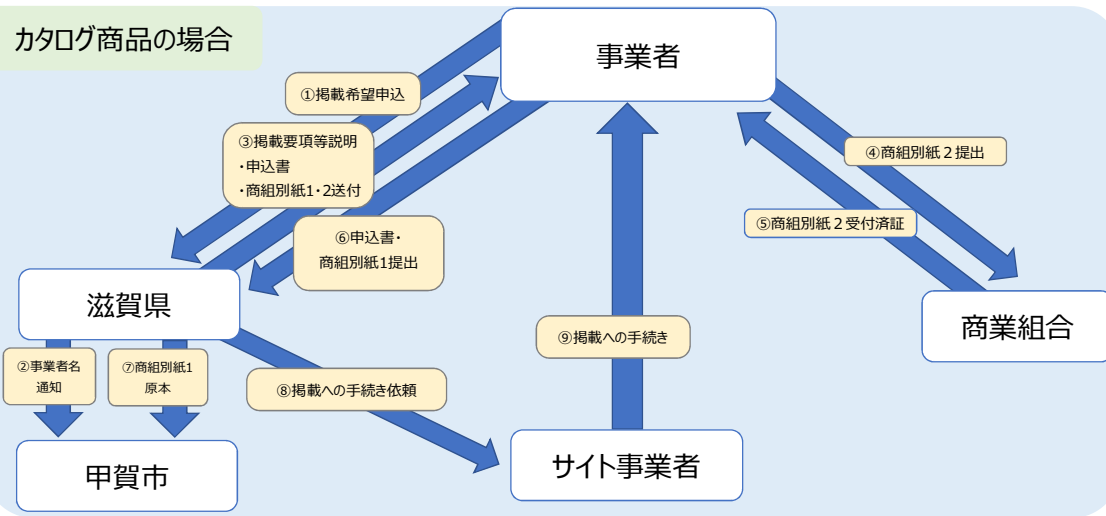 カタログ商品の場合
事業者
①掲載希望申込
③掲載要項等説明
・申込書
・商組別紙1・2送付
④商組別紙２提出
⑤商組別紙２受付済証
⑥申込書・
商組別紙1提出
滋賀県
商業組合
⑨掲載への手続き
②事業者名
通知
⑦商組別紙1
原本
⑧掲載への手続き依頼
甲賀市
サイト事業者